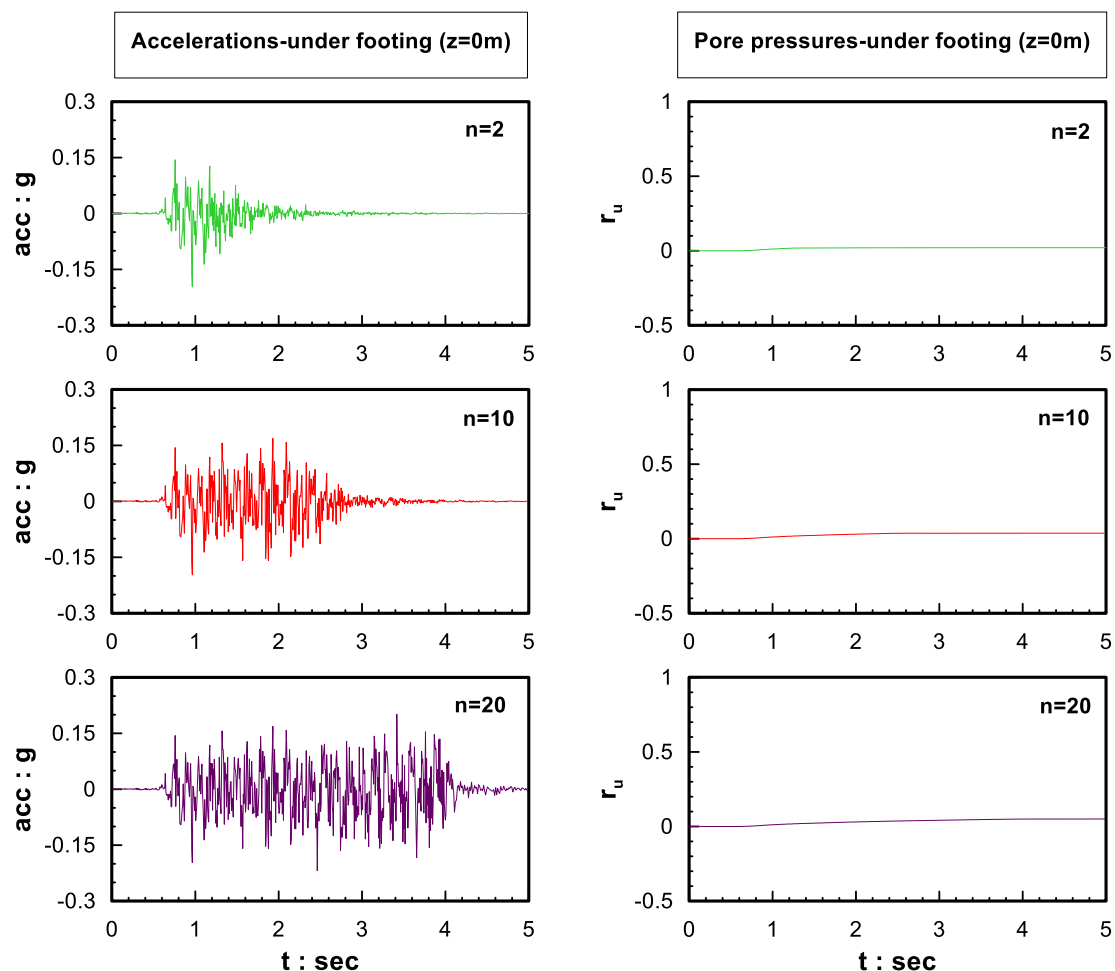 Accelerations-under footing (z=0m)
Pore pressures-under footing (z=0m)
0.3
0.15
0
-0.15
-0.3
acc : g
n=2
0 1 2 3 4 5
1
0.5
0
-0.5
r_u
n=2
0 1 2 3 4 5
0.3
0.15
0
-0.15
-0.3
acc : g
n=10
0 1 2 3 4 5
1
0.5
0
-0.5
r_u
n=10
0 1 2 3 4 5
0.3
0.15
0
-0.15
-0.3
acc : g
n=20
0 1 2 3 4 5
t : sec
1
0.5
0
-0.5
r_u
n=20
0 1 2 3 4 5
t : sec